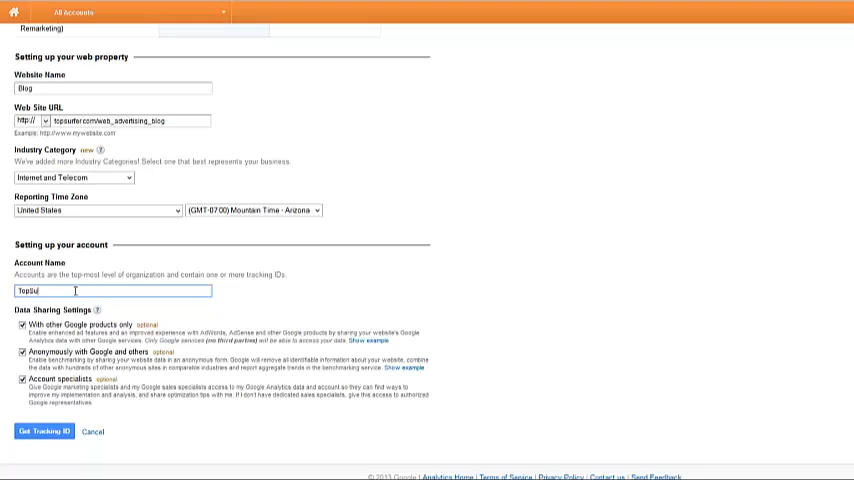 All Accounts
Remarketing)
Setting up your web property
Website Name
Blog
Web Site URL
http:// topsurfer.com/web_advertising_blog
Example: http://www.mywebsite.com
Industry Category new ?
We've added more Industry Categories! Select one that best represents your business.
Internet and Telecom
Reporting Time Zone
United States (GMT-07:00) Mountain Time - Arizona
Setting up your account
Account Name
Accounts are the top-most level of organization and contain one or more tracking IDs.
TopSu
Data Sharing Settings ?
With other Google products only optional
Enable enhanced ad features and an improved experience with AdWords, AdSense and other Google products by sharing your website's Google
Analytics data with other Google services. Only Google services (no third parties) will be able to access your data. Show example
Anonymously with Google and others optional
Enable benchmarking by sharing your website data in an anonymous form. Google will remove all identifiable information about your website, combine
the data with hundreds of other anonymous sites in comparable industries and report aggregate trends in the benchmarking service. Show example
Account specialists optional
Give Google marketing specialists and my Google sales specialists access to my Google Analytics data and account so they can find ways to
improve my implementation and analysis, and share optimization tips with me. If I don't have dedicated sales specialists, give this access to authorized
Google representatives.
Get Tracking ID Cancel
© 2013 Google | Analytics Home | Terms of Service | Privacy Policy | Contact us | Send Feedback